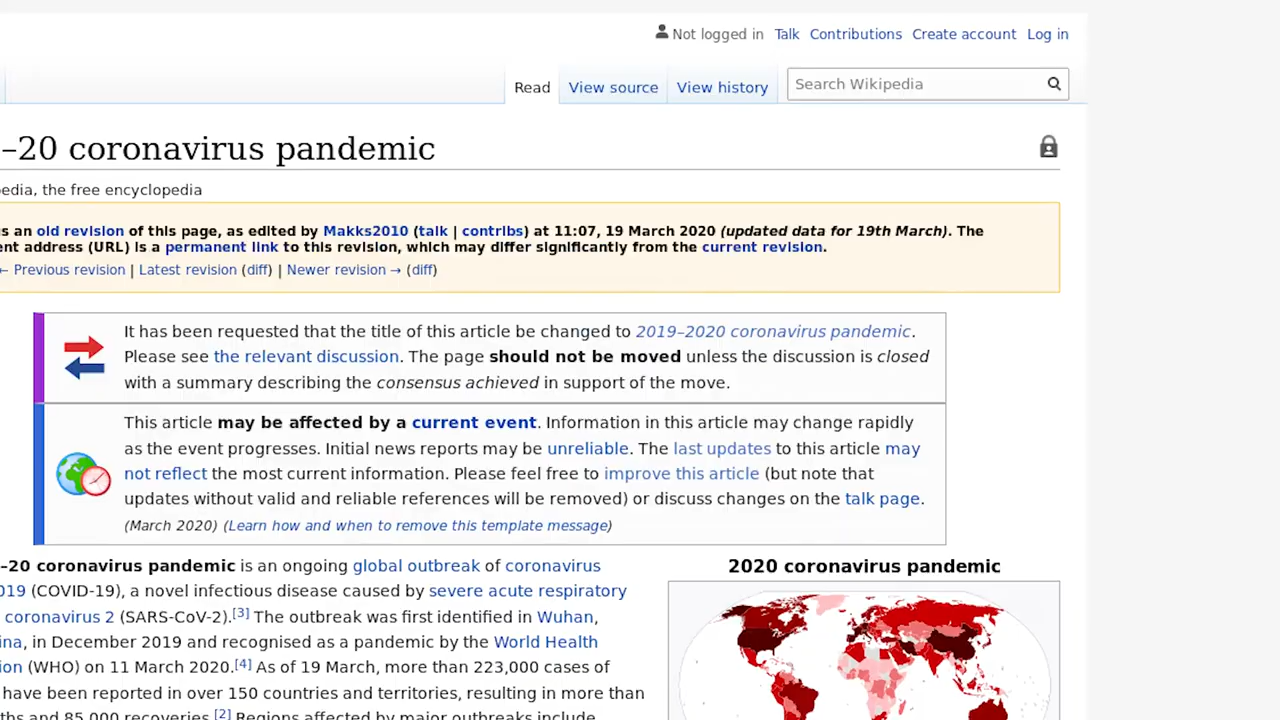 Not logged in Talk Contributions Create account Log in
Read View source View history Search Wikipedia
–20 coronavirus pandemic
edia, the free encyclopedia
s an old revision of this page, as edited by Makks2010 (talk | contribs) at 11:07, 19 March 2020 (updated data for 19th March). The
ent address (URL) is a permanent link to this revision, which may differ significantly from the current revision.
← Previous revision | Latest revision (diff) | Newer revision → (diff)
It has been requested that the title of this article be changed to 2019–2020 coronavirus pandemic.
Please see the relevant discussion. The page should not be moved unless the discussion is closed
with a summary describing the consensus achieved in support of the move.
This article may be affected by a current event. Information in this article may change rapidly
as the event progresses. Initial news reports may be unreliable. The last updates to this article may
not reflect the most current information. Please feel free to improve this article (but note that
updates without valid and reliable references will be removed) or discuss changes on the talk page.
(March 2020) (Learn how and when to remove this template message)
–20 coronavirus pandemic is an ongoing global outbreak of coronavirus
019 (COVID-19), a novel infectious disease caused by severe acute respiratory
coronavirus 2 (SARS-CoV-2).[3] The outbreak was first identified in Wuhan,
ina, in December 2019 and recognised as a pandemic by the World Health
ion (WHO) on 11 March 2020.[4] As of 19 March, more than 223,000 cases of
have been reported in over 150 countries and territories, resulting in more than
ths and 85,000 recoveries.[2] Regions affected by major outbreaks include
2020 coronavirus pandemic